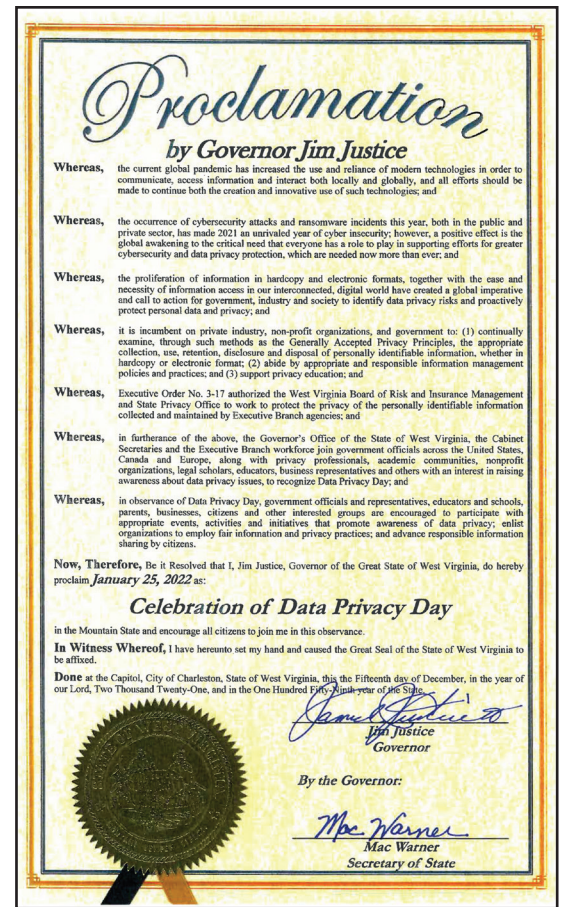 Proclamation
by Governor Jim Justice
Whereas, the current global pandemic has increased the use and reliance of modern technologies in order to
communicate, access information and interact both locally and globally, and all efforts should be
made to continue both the creation and innovative use of such technologies; and
Whereas, the occurrence of cybersecurity attacks and ransomware incidents this year, both in the public and
private sector, has made 2021 an unrivaled year of cyber insecurity; however, a positive effect is the
global awakening to the critical need that everyone has a role to play in supporting efforts for greater
cybersecurity and data privacy protection, which are needed now more than ever; and
Whereas, the proliferation of information in hardcopy and electronic formats, together with the ease and
necessity of information access in our interconnected, digital world have created a global imperative
and call to action for government, industry and society to identify data privacy risks and proactively
protect personal data and privacy; and
Whereas, it is incumbent on private industry, non-profit organizations, and government to: (1) continually
examine, through such methods as the Generally Accepted Privacy Principles, the appropriate
collection, use, retention, disclosure and disposal of personally identifiable information, whether in
hardcopy or electronic format; (2) abide by appropriate and responsible information management
policies and practices; and (3) support privacy education; and
Whereas, Executive Order No. 3-17 authorized the West Virginia Board of Risk and Insurance Management
and State Privacy Office to work to protect the privacy of the personally identifiable information
collected and maintained by Executive Branch agencies; and
Whereas, in furtherance of the above, the Governor's Office of the State of West Virginia, the Cabinet
Secretaries and the Executive Branch workforce join government officials across the United States,
Canada and Europe, along with privacy professionals, academic communities, nonprofit
organizations, legal scholars, educators, business representatives and others with an interest in raising
awareness about data privacy issues, to recognize Data Privacy Day; and
Whereas, in observance of Data Privacy Day, government officials and representatives, educators and schools,
parents, businesses, citizens and other interested groups are encouraged to participate with
appropriate events, activities and initiatives that promote awareness of data privacy; enlist
organizations to employ fair information and privacy practices; and advance responsible information
sharing by citizens.
Now, Therefore, Be it Resolved that I, Jim Justice, Governor of the Great State of West Virginia, do hereby
proclaim January 25, 2022 as:
Celebration of Data Privacy Day
in the Mountain State and encourage all citizens to join me in this observance.
In Witness Whereof, I have hereunto set my hand and caused the Great Seal of the State of West Virginia to
be affixed.
Done at the Capitol, City of Charleston, State of West Virginia, this the Fifteenth day of December, in the year of
our Lord, Two Thousand Twenty-One, and in the One Hundred Fifty-Ninth year of the State.
Jim Justice
Governor
By the Governor:
Mac Warner
Mac Warner
Secretary of State